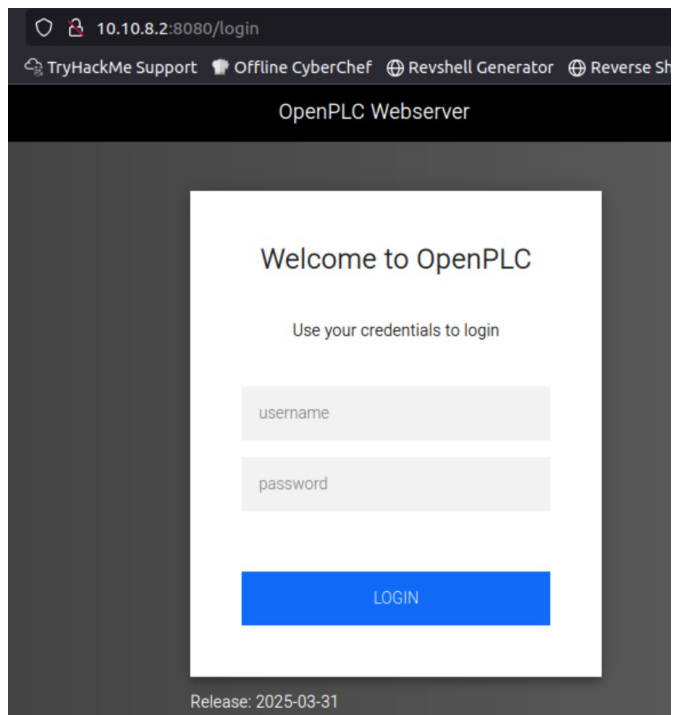 10.10.8.2:8080/login
TryHackMe Support Offline CyberChef Revshell Generator Reverse Sh
OpenPLC Webserver
Welcome to OpenPLC
Use your credentials to login
username
password
LOGIN
Release: 2025-03-31